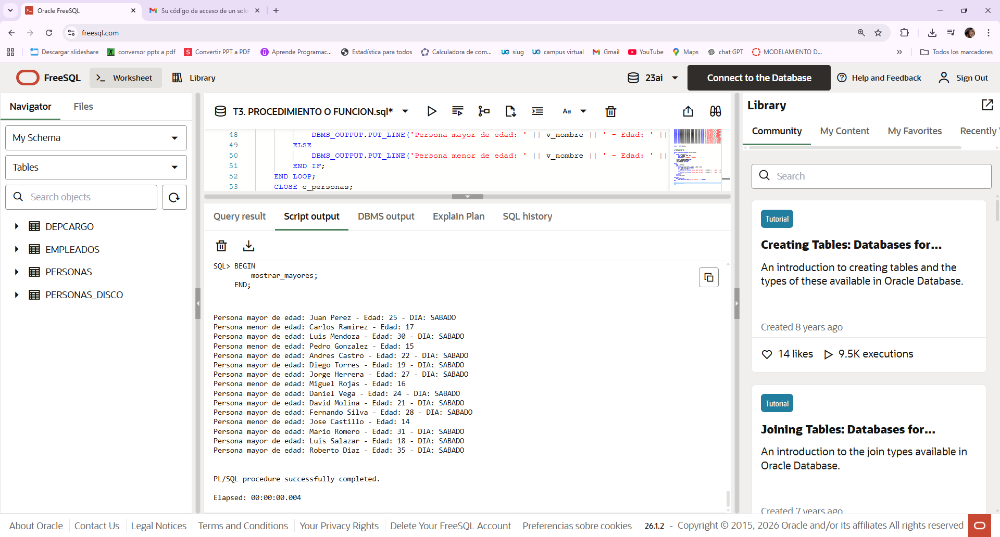 Oracle FreeSQL
Su código de acceso de un solo
freesql.com
Descargar slideshare
conversor pptx a pdf
Convertir PPT a PDF
Aprende Programac...
Estadística para todos
Calculadora de com...
siug
campus virtual
Gmail
YouTube
Maps
chat GPT
MODELAMIENTO D...
Todos los marcadores
FreeSQL
Worksheet
Library
23ai
Connect to the Database
Help and Feedback
Sign Out
Navigator
Files
My Schema
Tables
Search objects
DEPCARGO
EMPLEADOS
PERSONAS
PERSONAS_DISCO
T3. PROCEDIMIENTO O FUNCION.sql*
Aa
48 DBMS_OUTPUT.PUT_LINE('Persona mayor de edad: ' || v_nombre || ' - Edad: ' ||
49 ELSE
50 DBMS_OUTPUT.PUT_LINE('Persona menor de edad: ' || v_nombre || ' - Edad: ' ||
51 END IF;
52 END LOOP;
53 CLOSE c_personas;
Query result
Script output
DBMS output
Explain Plan
SQL history
SQL> BEGIN
mostrar_mayores;
END;
Persona mayor de edad: Juan Perez - Edad: 25 - DIA: SABADO
Persona menor de edad: Carlos Ramirez - Edad: 17
Persona mayor de edad: Luis Mendoza - Edad: 30 - DIA: SABADO
Persona menor de edad: Pedro Gonzalez - Edad: 15
Persona mayor de edad: Andres Castro - Edad: 22 - DIA: SABADO
Persona mayor de edad: Diego Torres - Edad: 19 - DIA: SABADO
Persona mayor de edad: Jorge Herrera - Edad: 27 - DIA: SABADO
Persona menor de edad: Miguel Rojas - Edad: 16
Persona mayor de edad: Daniel Vega - Edad: 24 - DIA: SABADO
Persona mayor de edad: David Molina - Edad: 21 - DIA: SABADO
Persona mayor de edad: Fernando Silva - Edad: 28 - DIA: SABADO
Persona menor de edad: Jose Castillo - Edad: 14
Persona mayor de edad: Mario Romero - Edad: 31 - DIA: SABADO
Persona mayor de edad: Luis Salazar - Edad: 18 - DIA: SABADO
Persona mayor de edad: Roberto Diaz - Edad: 35 - DIA: SABADO
PL/SQL procedure successfully completed.
Elapsed: 00:00:00.004
Library
Community
My Content
My Favorites
Recently
Search
Tutorial
Creating Tables: Databases for...
An introduction to creating tables and the
types of these available in Oracle Database.
Created 8 years ago
14 likes
9.5K executions
Tutorial
Joining Tables: Databases for...
An introduction to the join types available in
Oracle Database.
Created 7 years ago
About Oracle
Contact Us
Legal Notices
Terms and Conditions
Your Privacy Rights
Delete Your FreeSQL Account
Preferencias sobre cookies
26.1.2 - Copyright © 2015, 2026 Oracle and/or its affiliates All rights reserved